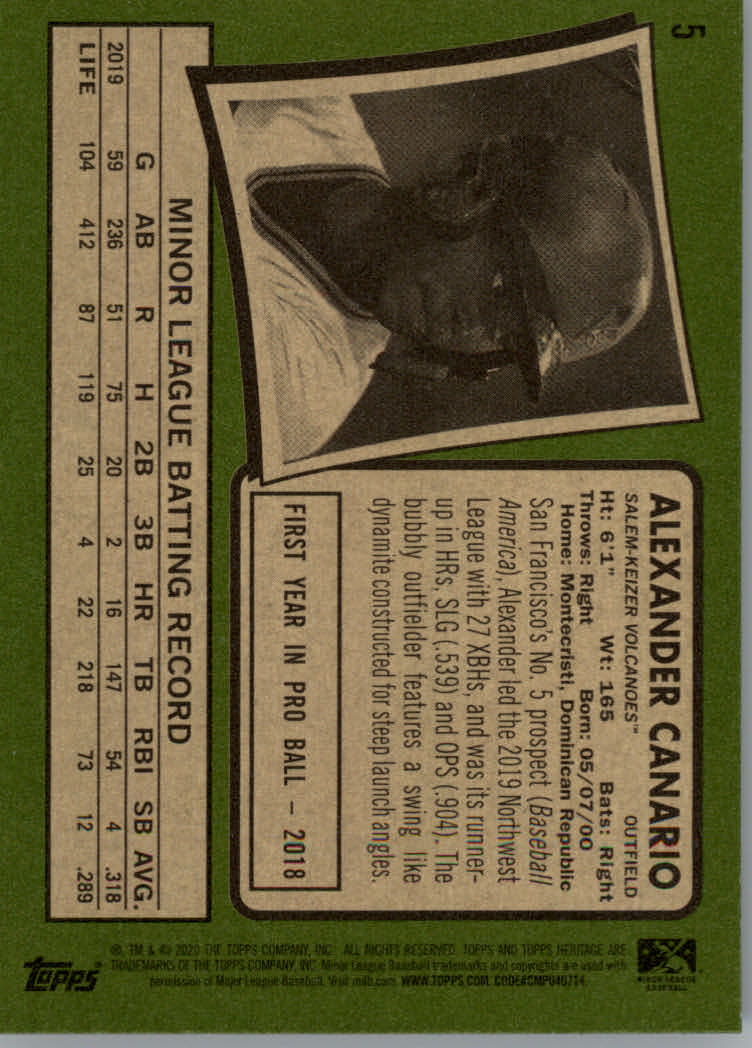 5
ALEXANDER CANARIO
SALEM-KEIZER VOLCANOES™ OUTFIELD
Ht: 6'1" Wt: 165 Bats: Right
Throws: Right Born: 05/07/00
Home: Montecristi, Dominican Republic
San Francisco's No. 5 prospect (Baseball
America), Alexander led the 2019 Northwest
League with 27 XBHs, and was its runner-
up in HRs, SLG (.539) and OPS (.904). The
bubbly outfielder features a swing like
dynamite constructed for steep launch angles.
FIRST YEAR IN PRO BALL – 2018
MINOR LEAGUE BATTING RECORD
G AB R H 2B 3B HR TB RBI SB AVG.
2019 59 236 51 75 20 2 16 147 54 4 .318
LIFE 104 412 87 119 25 4 22 218 73 12 .289
MINOR LEAGUE
BASEBALL
®, TM & © 2020 THE TOPPS COMPANY, INC. ALL RIGHTS RESERVED. TOPPS AND TOPPS HERITAGE ARE
TRADEMARKS OF THE TOPPS COMPANY, INC. Minor League Baseball trademarks and copyrights are used with
permission of Major League Baseball. Visit milb.com. WWW.TOPPS.COM. CODE#CMP040714
Topps